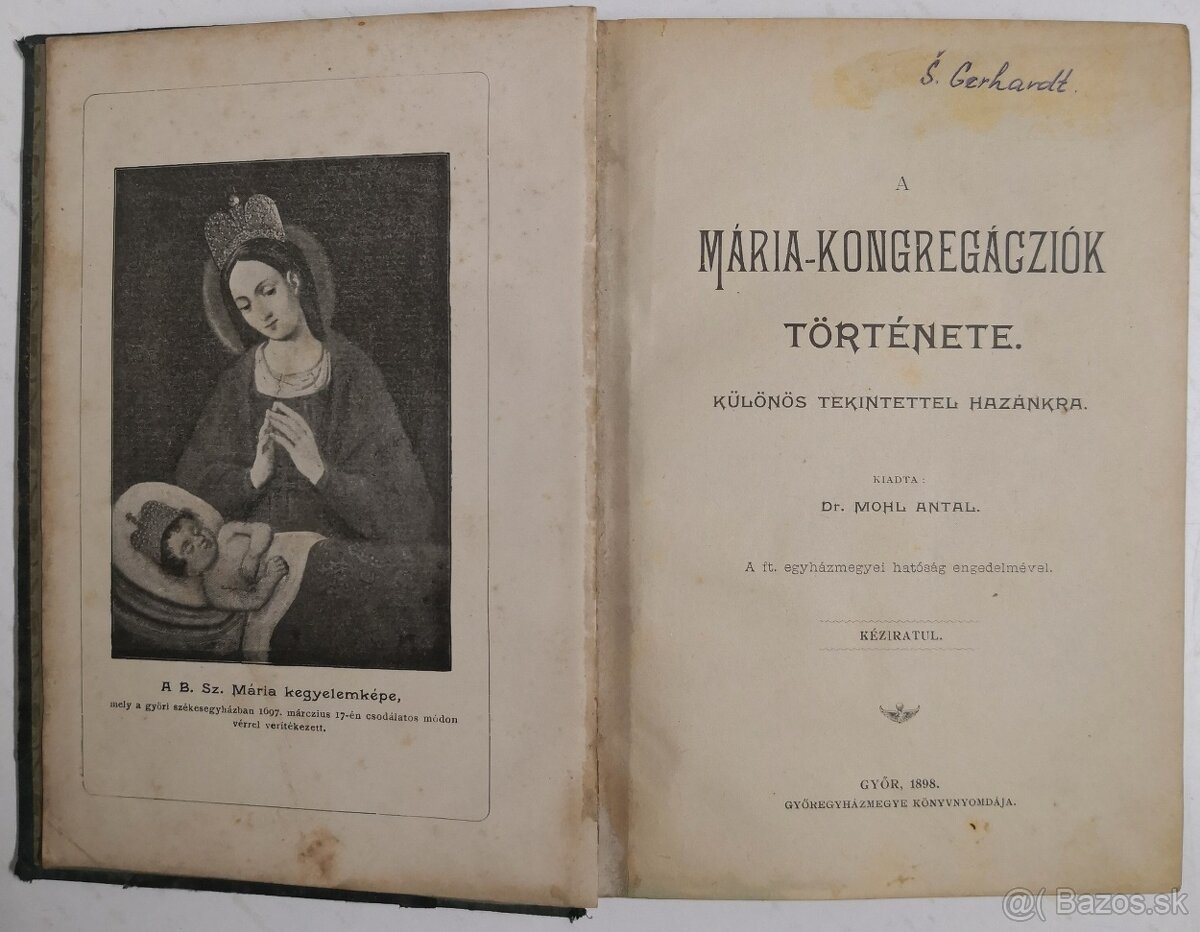 A B. Sz. Mária kegyelemképe,
mely a győri székesegyházban 1697. márczius 17-én csodálatos módon
vérrel verítékezett.
Š. Gerhardt.
A
MÁRIA-KONGREGÁCZIÓK
TÖRTÉNETE.
KÜLÖNÖS TEKINTETTEL HAZÁNKRA.
KIADTA:
Dr. MOHL ANTAL.
A ft. egyházmegyei hatóság engedelmével.
KÉZIRATUL.
GYŐR, 1898.
GYŐREGYHÁZMEGYE KÖNYVNYOMDÁJA.
@( Bazos.sk